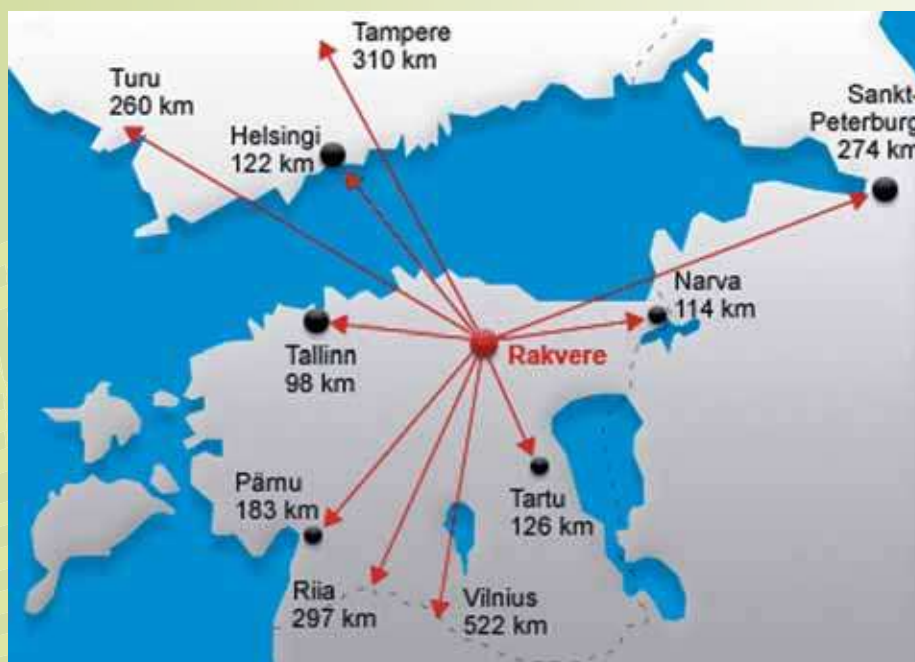 Tampere
310 km
Turu
260 km
Helsingi
122 km
Sankt-
Peterburg
274 km
Narva
114 km
Rakvere
Tallinn
98 km
Pärnu
183 km
Tartu
126 km
Riia
297 km
Vilnius
522 km